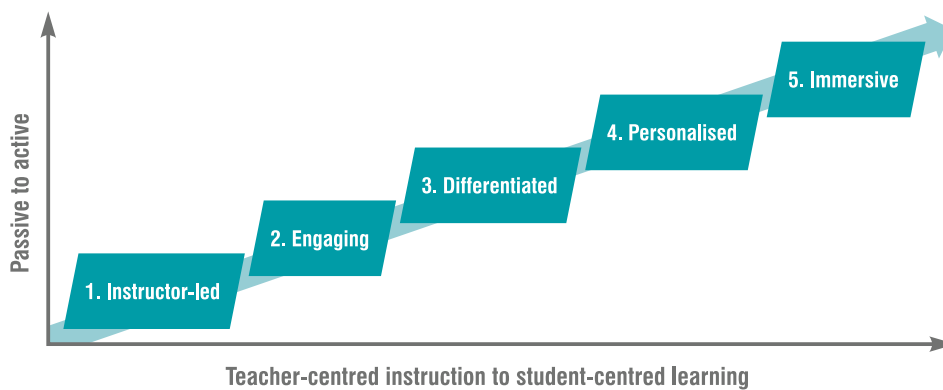 5. Immersive
4. Personalised
3. Differentiated
2. Engaging
1. Instructor-led
Passive to active
Teacher-centred instruction to student-centred learning